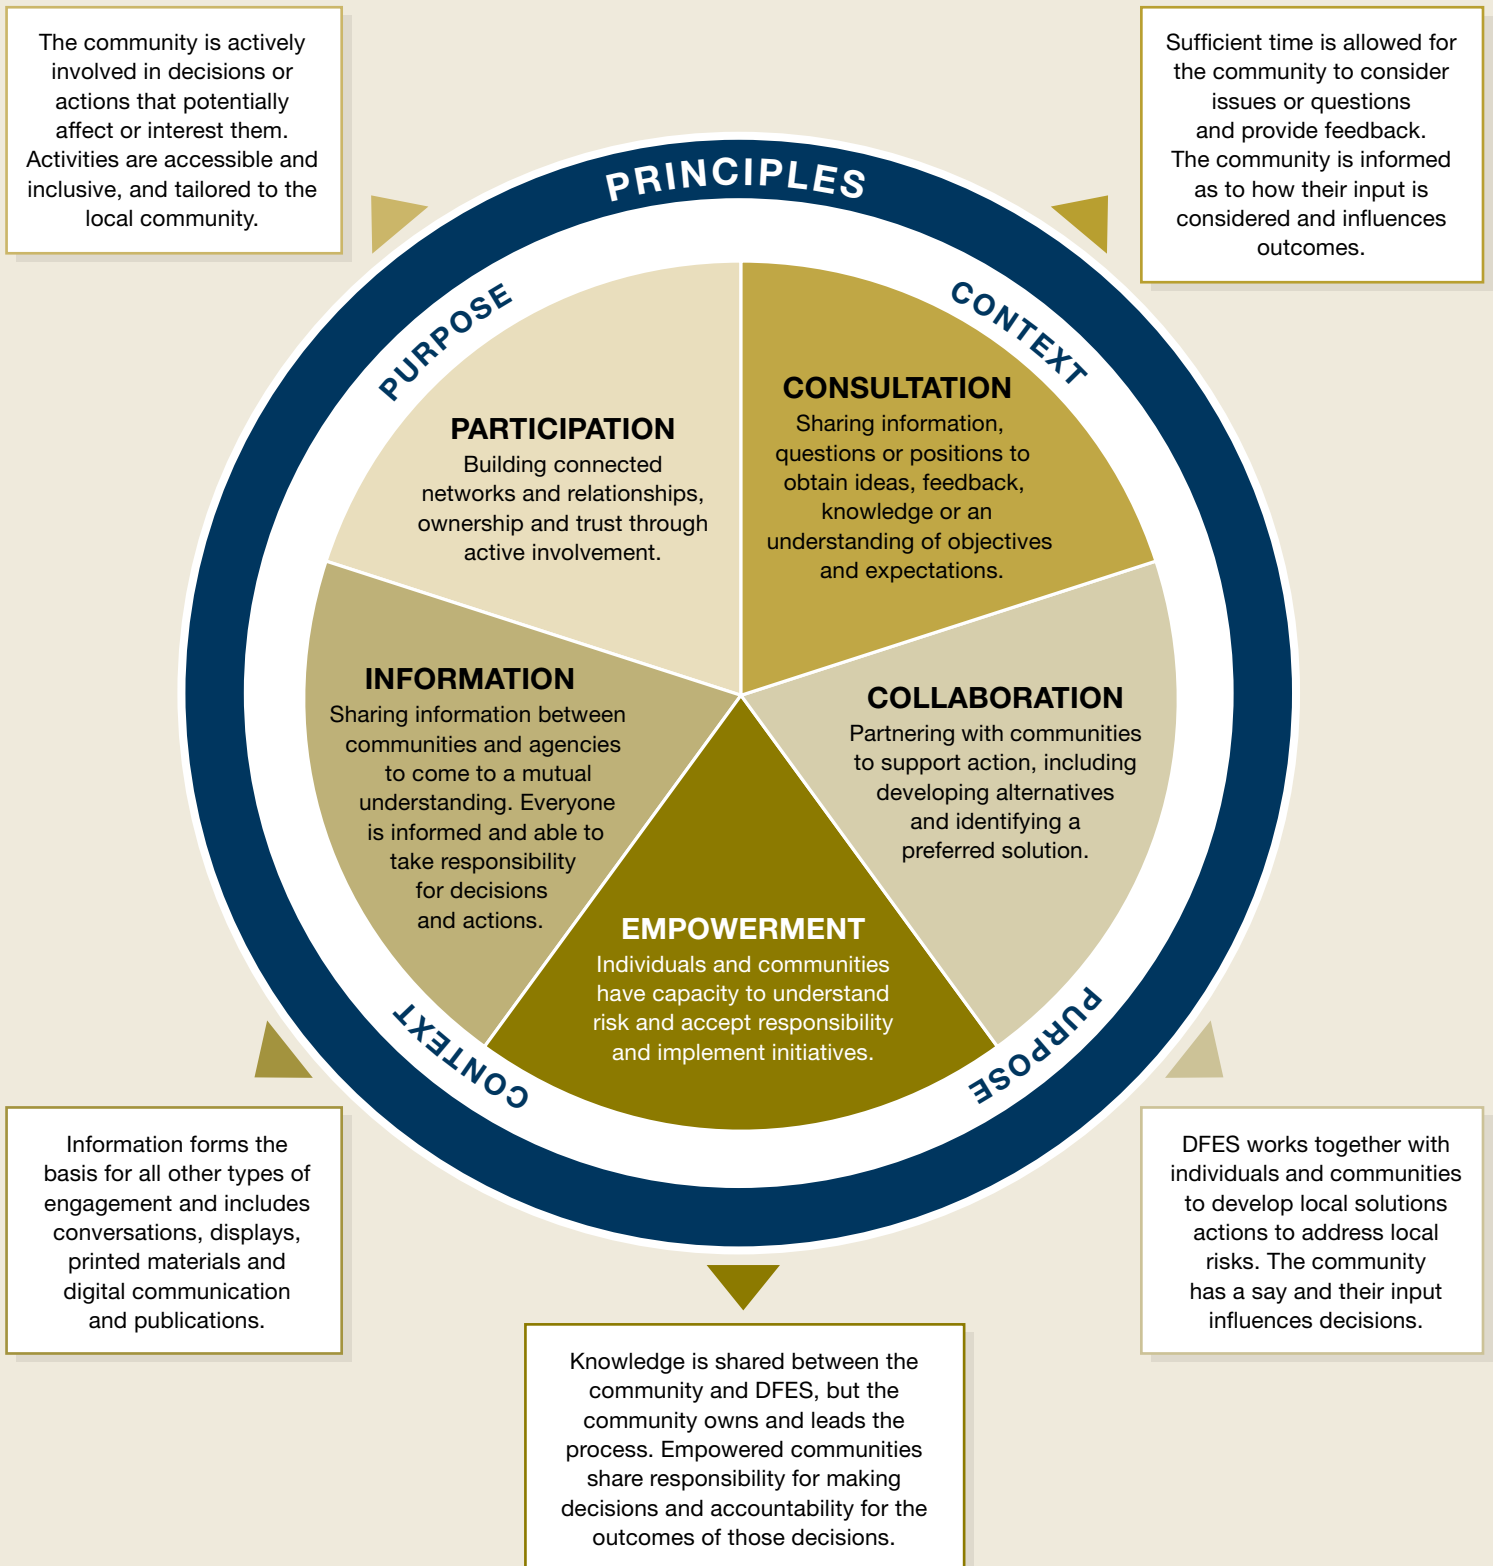 The community is actively
involved in decisions or
actions that potentially
affect or interest them.
Activities are accessible and
inclusive, and tailored to the
local community.
Sufficient time is allowed for
the community to consider
issues or questions
and provide feedback.
The community is informed
as to how their input is
considered and influences
outcomes.
PRINCIPLES
PURPOSE
CONTEXT
PARTICIPATION
Building connected
networks and relationships,
ownership and trust through
active involvement.
CONSULTATION
Sharing information,
questions or positions to
obtain ideas, feedback,
knowledge or an
understanding of objectives
and expectations.
INFORMATION
Sharing information between
communities and agencies
to come to a mutual
understanding. Everyone
is informed and able to
take responsibility
for decisions
and actions.
COLLABORATION
Partnering with communities
to support action, including
developing alternatives
and identifying a
preferred solution.
EMPOWERMENT
Individuals and communities
have capacity to understand
risk and accept responsibility
and implement initiatives.
CONTEXT
PURPOSE
Information forms the
basis for all other types of
engagement and includes
conversations, displays,
printed materials and
digital communication
and publications.
DFES works together with
individuals and communities
to develop local solutions
actions to address local
risks. The community
has a say and their input
influences decisions.
Knowledge is shared between the
community and DFES, but the
community owns and leads the
process. Empowered communities
share responsibility for making
decisions and accountability for the
outcomes of those decisions.